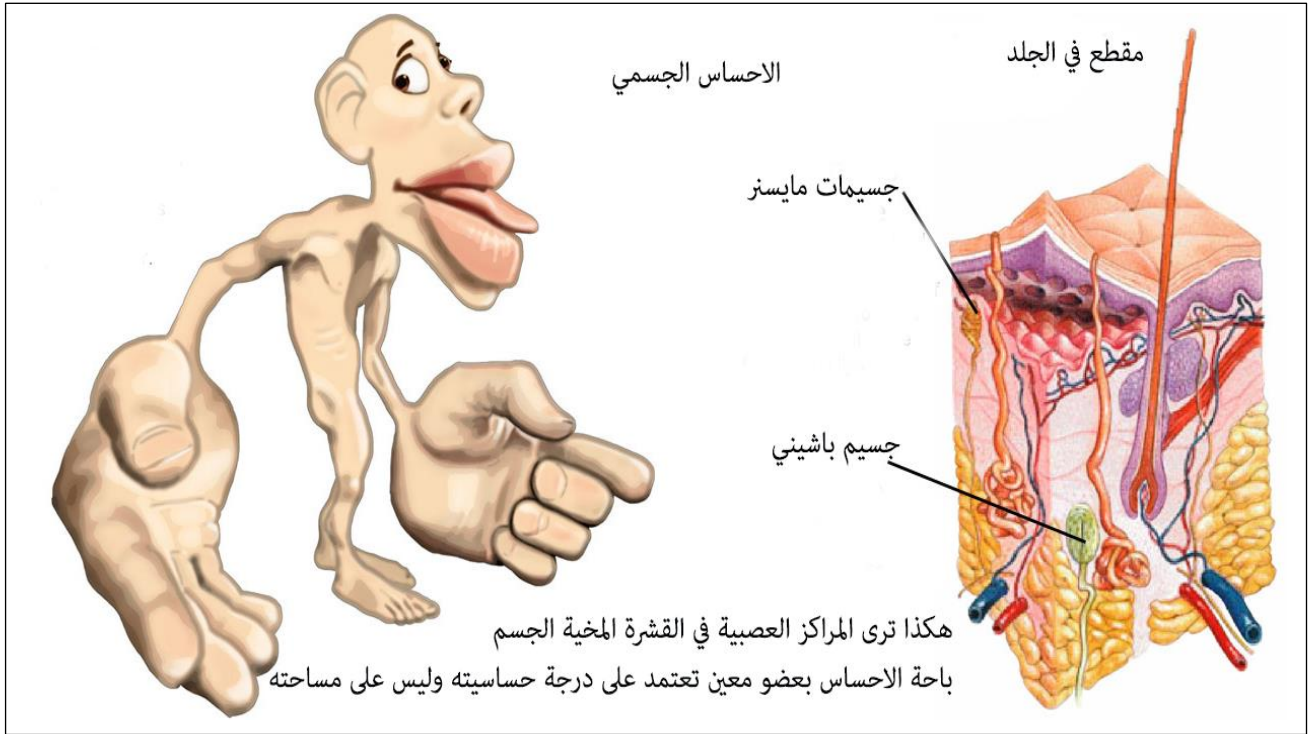 مقطع في الجلد
الاحساس الجسمي
جسيمات مايسنر
جسيم باشيني
هكذا ترى المراكز العصبية في القشرة المخية الجسم
باحة الاحساس بعضو معين تعتمد على درجة حساسيته وليس على مساحته